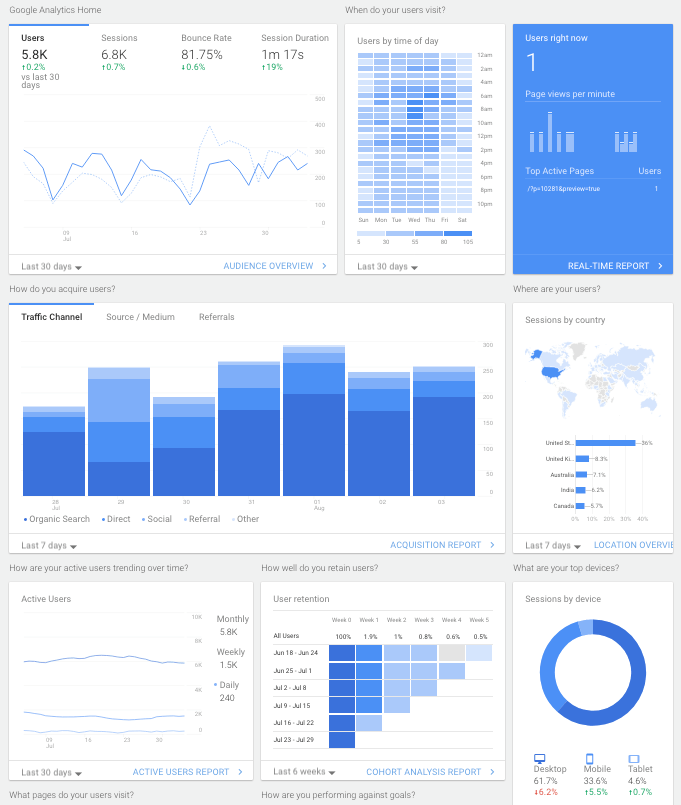 Google Analytics Home
When do your users visit?
Users
Sessions
Bounce Rate
Session Duration
5.8K
6.8K
81.75%
1m 17s
↑0.2%
↑0.7%
↓0.6%
↑19%
vs last 30
days
500
400
300
200
100
0
09
Jul
16
23
30
Last 30 days
AUDIENCE OVERVIEW
Users by time of day
12am
2am
4am
6am
8am
10am
12pm
2pm
4pm
6pm
8pm
10pm
Sun Mon Tue Wed Thu Fri Sat
5 30 55 80 105
Last 30 days
Users right now
1
Page views per minute
Top Active Pages Users
/?p=10281&preview=true 1
REAL-TIME REPORT
How do you acquire users?
Where are your users?
Traffic Channel
Source / Medium
Referrals
300
250
200
150
100
50
0
28
Jul
29
30
31
01
Aug
02
03
Organic Search Direct Social Referral Other
Last 7 days
ACQUISITION REPORT
Sessions by country
United St... 36%
United Ki... 8.3%
Australia 7.1%
India 6.2%
Canada 5.7%
0% 10% 20% 30% 40%
Last 7 days
LOCATION OVERVIE
How are your active users trending over time?
How well do you retain users?
What are your top devices?
Active Users
10K
8K
6K
4K
2K
0
Monthly
5.8K
Weekly
1.5K
Daily
240
09
Jul
16
23
30
Last 30 days
ACTIVE USERS REPORT
User retention
Week 0 Week 1 Week 2 Week 3 Week 4 Week 5
All Users 100% 1.9% 1% 0.8% 0.6% 0.5%
Jun 18 - Jun 24
Jun 25 - Jul 1
Jul 2 - Jul 8
Jul 9 - Jul 15
Jul 16 - Jul 22
Jul 23 - Jul 29
Last 6 weeks
COHORT ANALYSIS REPORT
Sessions by device
Desktop Mobile Tablet
61.7% 33.6% 4.6%
↓6.2% ↑5.5% ↑0.7%
What pages do your users visit?
How are you performing against goals?